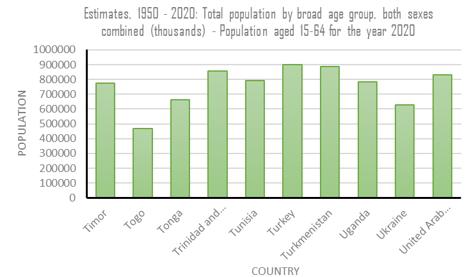 Estimates, 1950 - 2020: Total population by broad age group, both sexes
combined (thousands) - Population aged 15-64 for the year 2020
1000000
900000
800000
700000
600000
500000
400000
300000
200000
100000
0
POPULATION
Timor
Togo
Tonga
Trinidad and...
Tunisia
Turkey
Turkmenistan
Uganda
Ukraine
United Arab...
COUNTRY